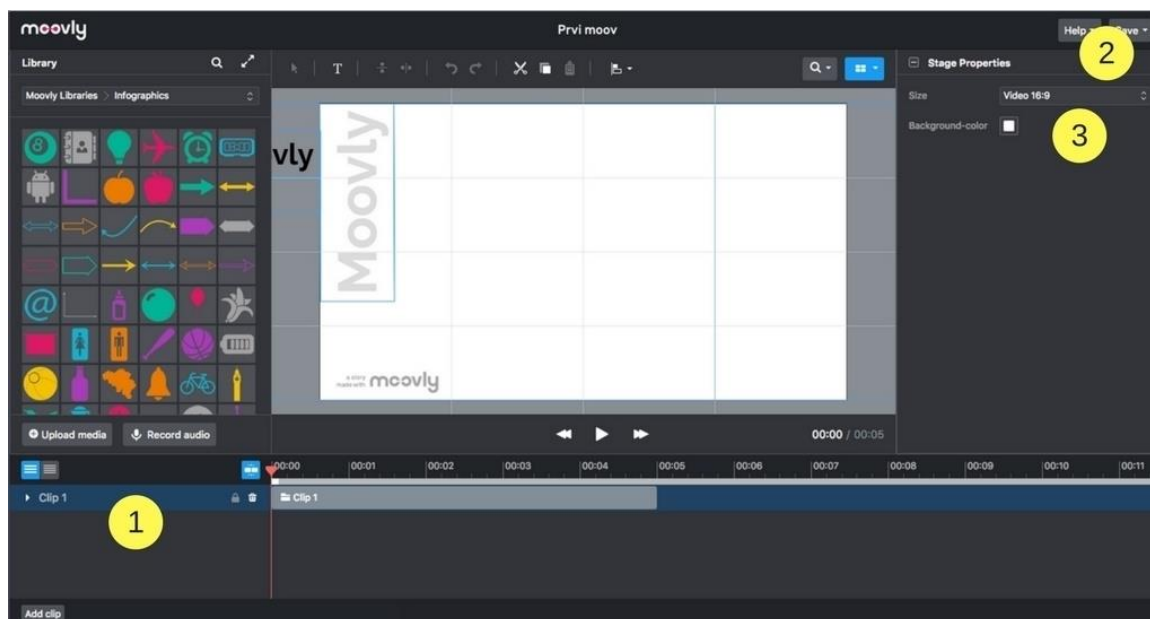 moovly
Prvi moov
Help
Save
Library
Stage Properties
2
Moovly Libraries > Infographics
Size
Video 16:9
Background-color
3
8
T
vly
Moovly
@
moovly
Upload media
Record audio
00:00 / 00:05
00:00 00:01 00:02 00:03 00:04 00:05 00:06 00:07 00:08 00:09 00:10 00:11
Clip 1
Clip 1
1
Add clip